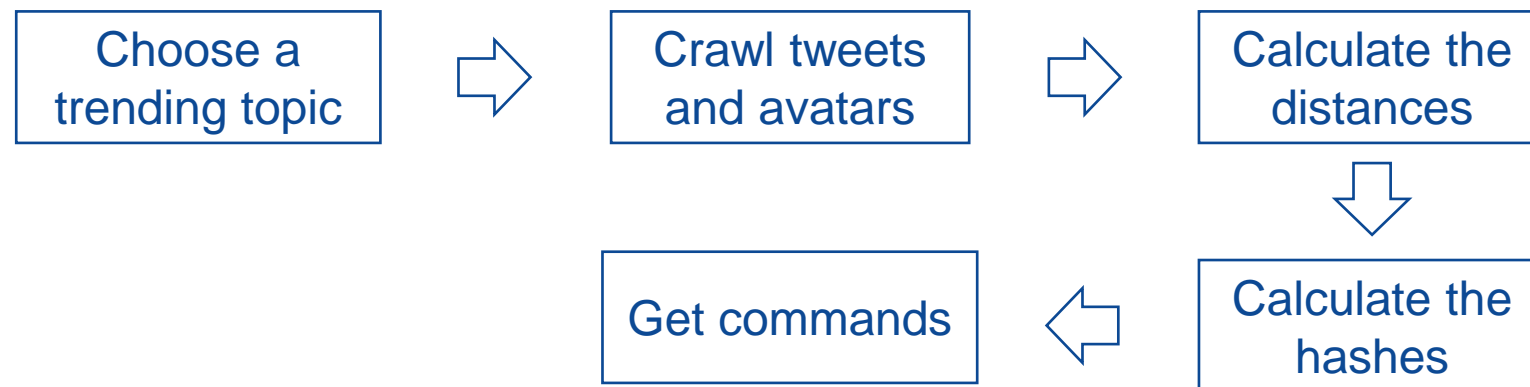 Choose a
trending topic
Crawl tweets
and avatars
Calculate the
distances
Calculate the
hashes
Get commands